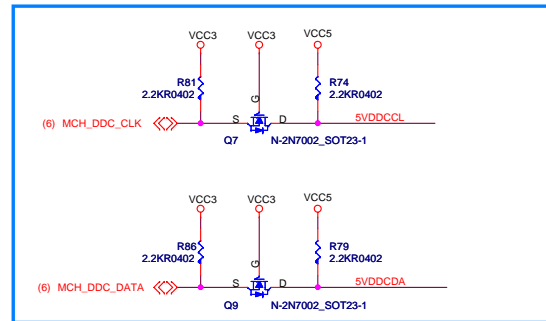 VCC3 VCC3 VCC5
R81 R74
2.2KR0402 2.2KR0402
G
(6) MCH_DDC_CLK S D 5VDDCCL
Q7 N-2N7002_SOT23-1
VCC3 VCC3 VCC5
R86 R79
2.2KR0402 2.2KR0402
G
(6) MCH_DDC_DATA S D 5VDDCDA
Q9 N-2N7002_SOT23-1